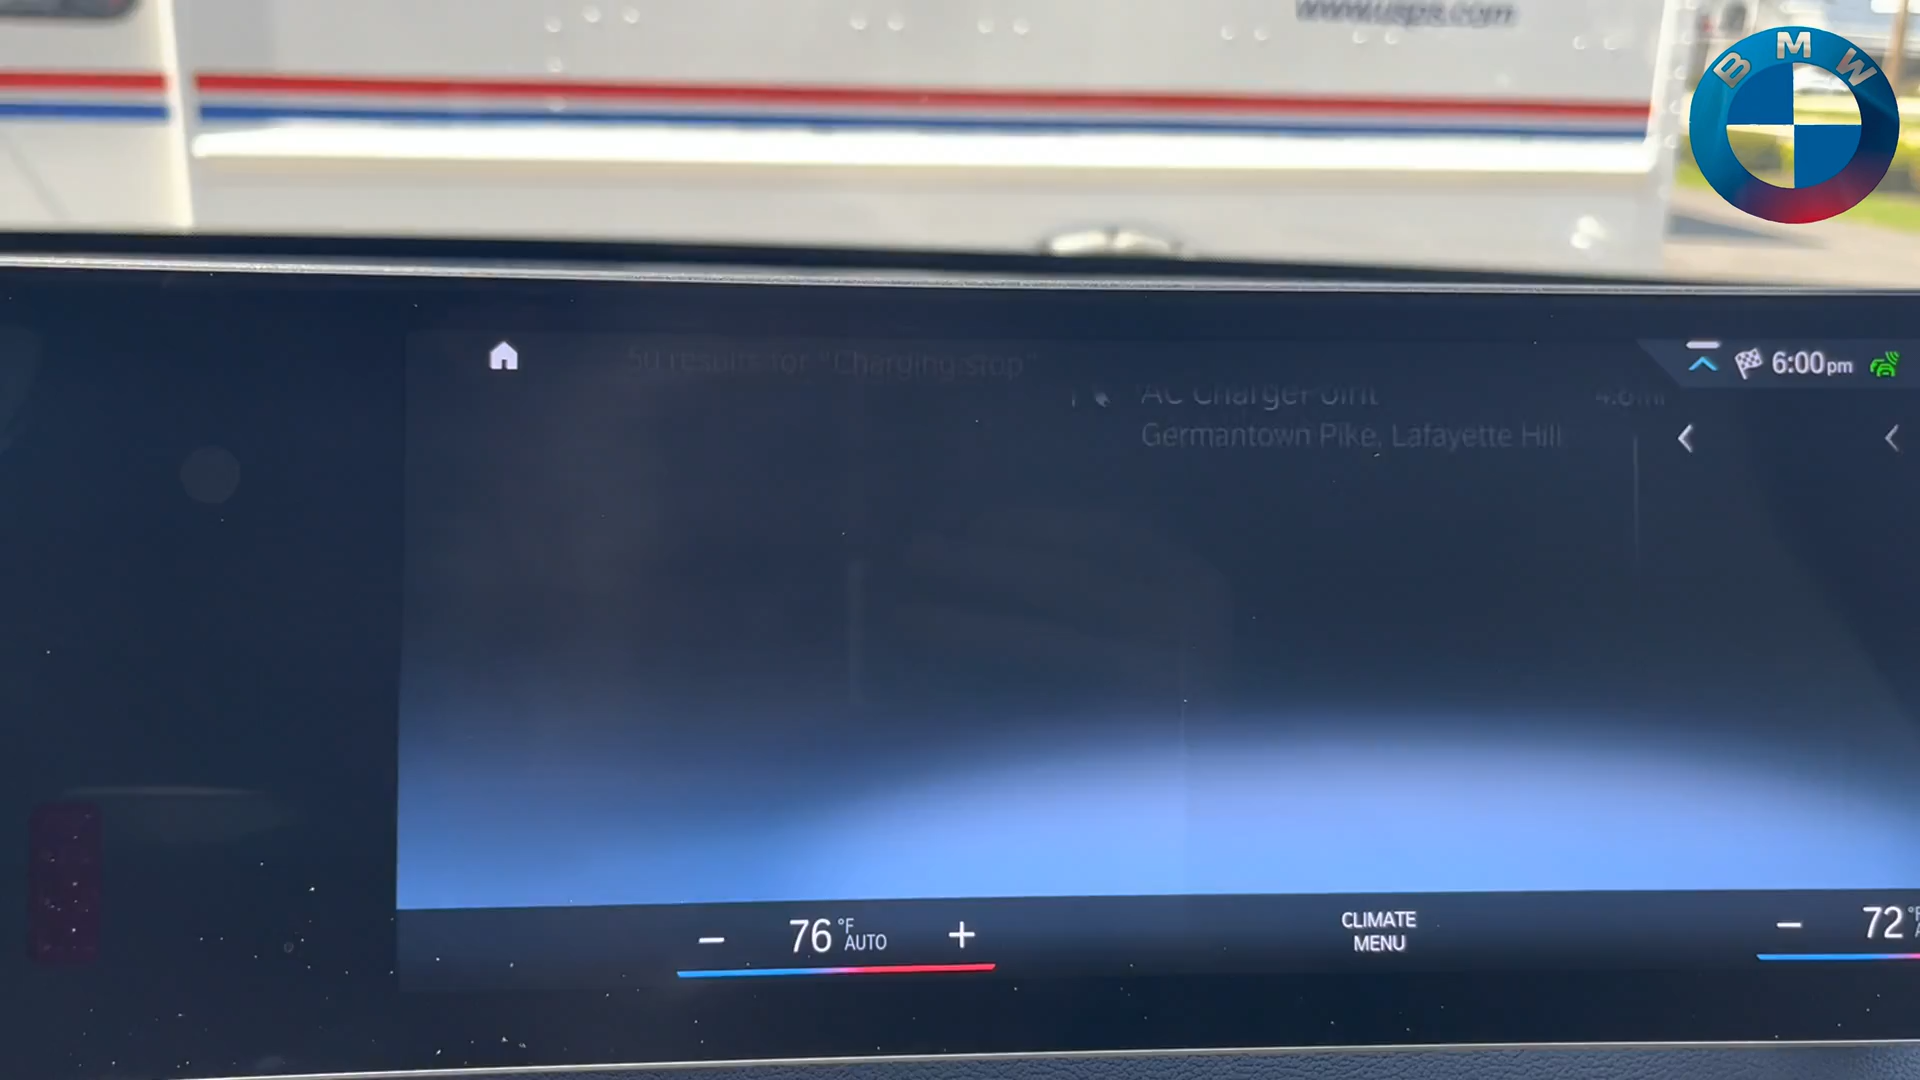 www.usps.com
BMW
50 results for "Charging stop"
6:00pm
AC ChargePoint
Germantown Pike, Lafayette Hill
- 76 °F AUTO +
CLIMATE
MENU
- 72 °F